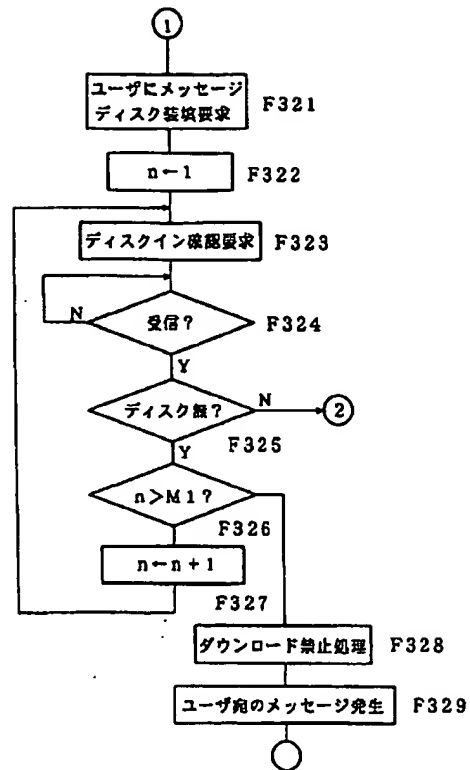 1
ユーザにメッセージ
ディスク装填要求
F321
n←1
F322
ディスクイン確認要求
F323
N
受信?
F324
Y
ディスク無?
N
2
F325
Y
n>M1?
F326
n←n+1
F327
ダウンロード禁止処理
F328
ユーザ宛のメッセージ発生
F329